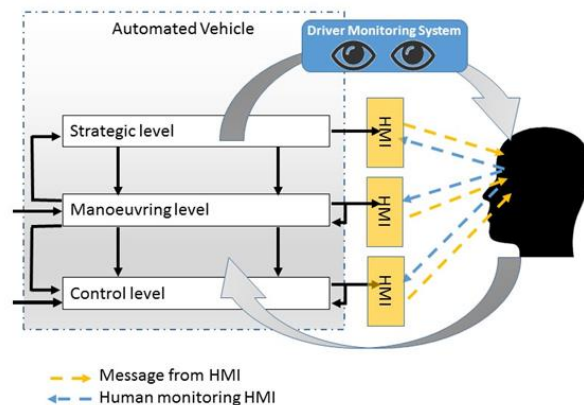 Automated Vehicle
Driver Monitoring System
Strategic level
HMI
Manoeuvring level
HMI
Control level
HMI
Message from HMI
Human monitoring HMI